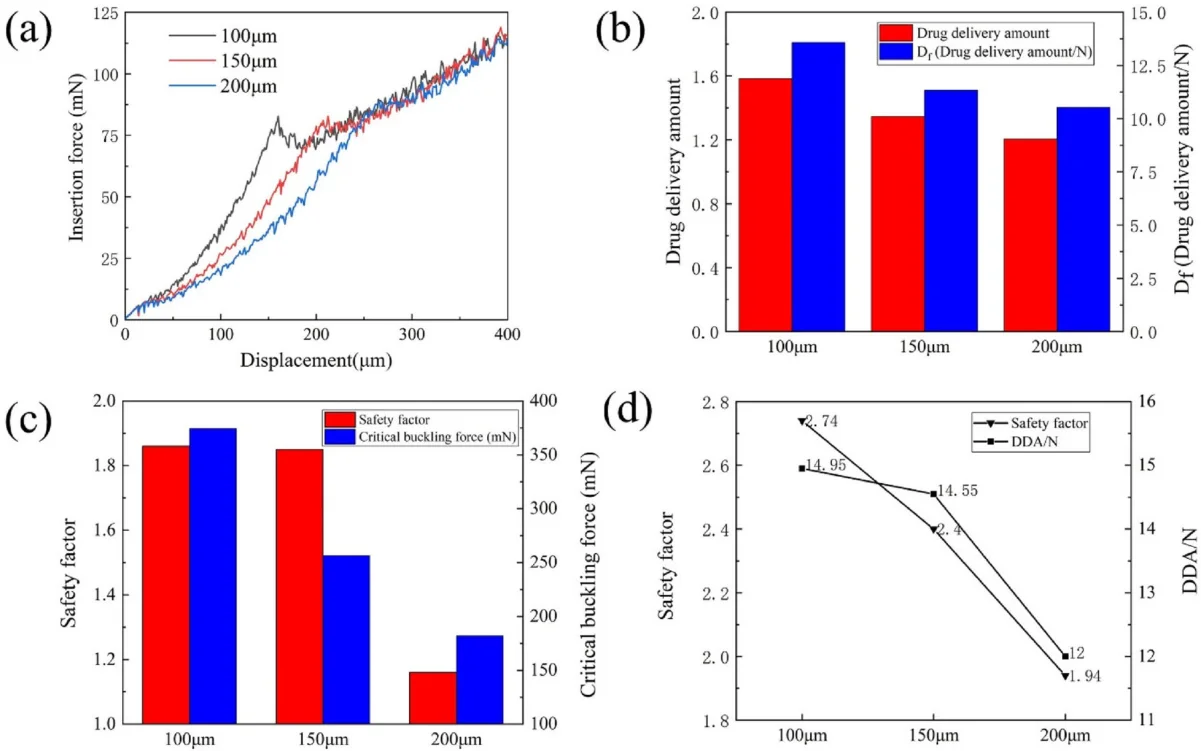 (a)
125
100
75
50
25
0
Insertion force (mN)
100μm
150μm
200μm
0 100 200 300 400
Displacement(μm)
(b)
2.0
1.6
1.2
0.8
0.4
0.0
Drug delivery amount
Drug delivery amount
Df (Drug delivery amount/N)
15.0
12.5
10.0
7.5
5.0
2.5
0.0
Df (Drug delivery amount/N)
100μm 150μm 200μm
(c)
2.0
1.8
1.6
1.4
1.2
1.0
Safety factor
Safety factor
Critical buckling force (mN)
400
350
300
250
200
150
100
Critical buckling force (mN)
100μm 150μm 200μm
(d)
2.8
2.6
2.4
2.2
2.0
1.8
Safety factor
Safety factor
DDA/N
2.74
14.95
14.55
2.4
12
1.94
16
15
14
13
12
11
DDA/N
100μm 150μm 200μm